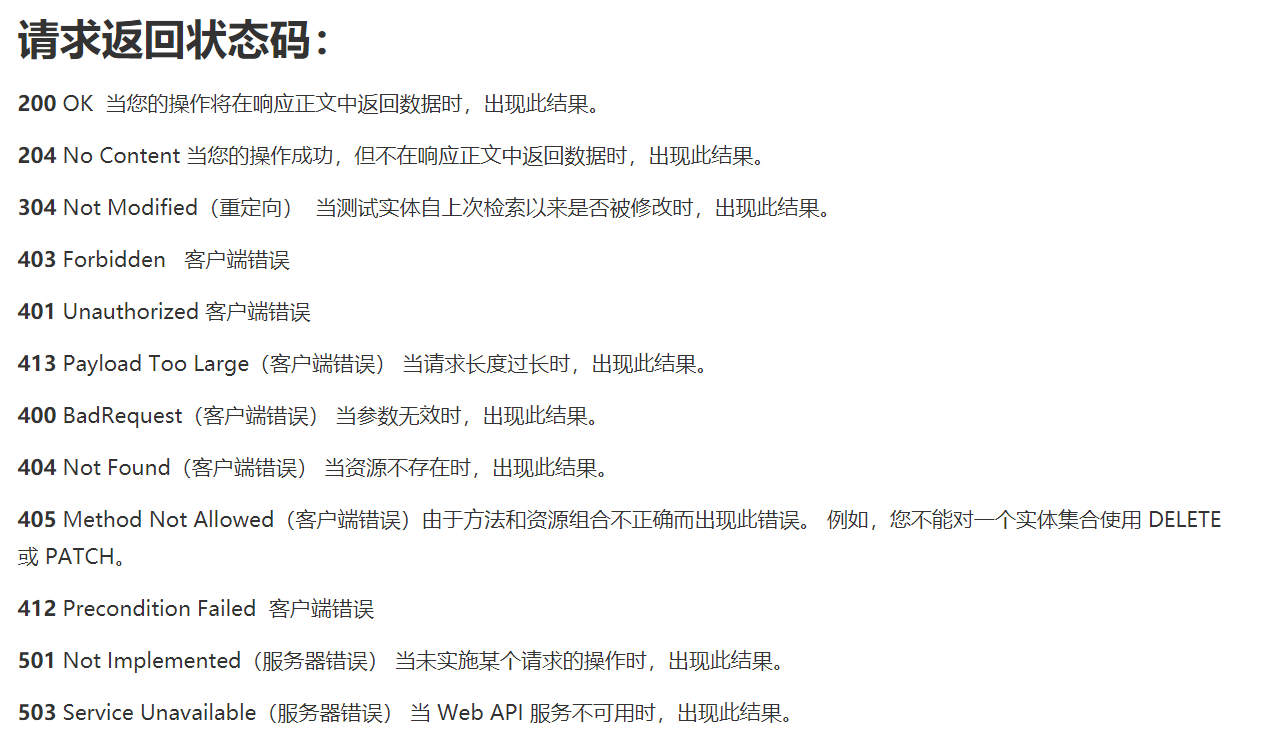 请求返回状态码：
200 OK  当您的操作将在响应正文中返回数据时，出现此结果。
204 No Content 当您的操作成功，但不在响应正文中返回数据时，出现此结果。
304 Not Modified（重定向）  当测试实体自上次检索以来是否被修改时，出现此结果。
403 Forbidden   客户端错误
401 Unauthorized 客户端错误
413 Payload Too Large（客户端错误） 当请求长度过长时，出现此结果。
400 BadRequest（客户端错误） 当参数无效时，出现此结果。
404 Not Found（客户端错误） 当资源不存在时，出现此结果。
405 Method Not Allowed（客户端错误）由于方法和资源组合不正确而出现此错误。 例如，您不能对一个实体集合使用 DELETE
或 PATCH。
412 Precondition Failed  客户端错误
501 Not Implemented（服务器错误） 当未实施某个请求的操作时，出现此结果。
503 Service Unavailable（服务器错误） 当 Web API 服务不可用时，出现此结果。